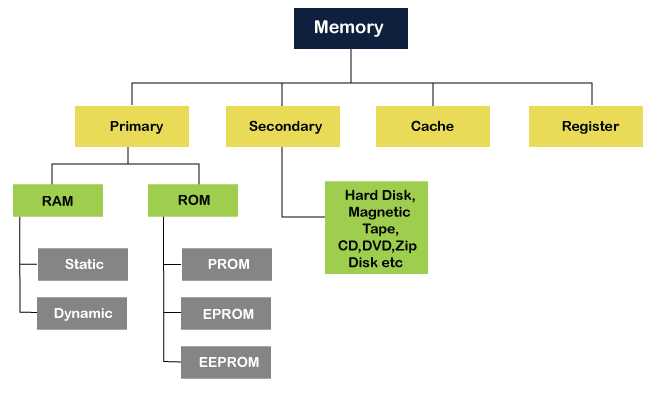 Memory
Primary
Secondary
Cache
Register
RAM
ROM
Hard Disk,
Magnetic
Tape,
CD,DVD,Zip
Disk etc
Static
PROM
Dynamic
EPROM
EEPROM